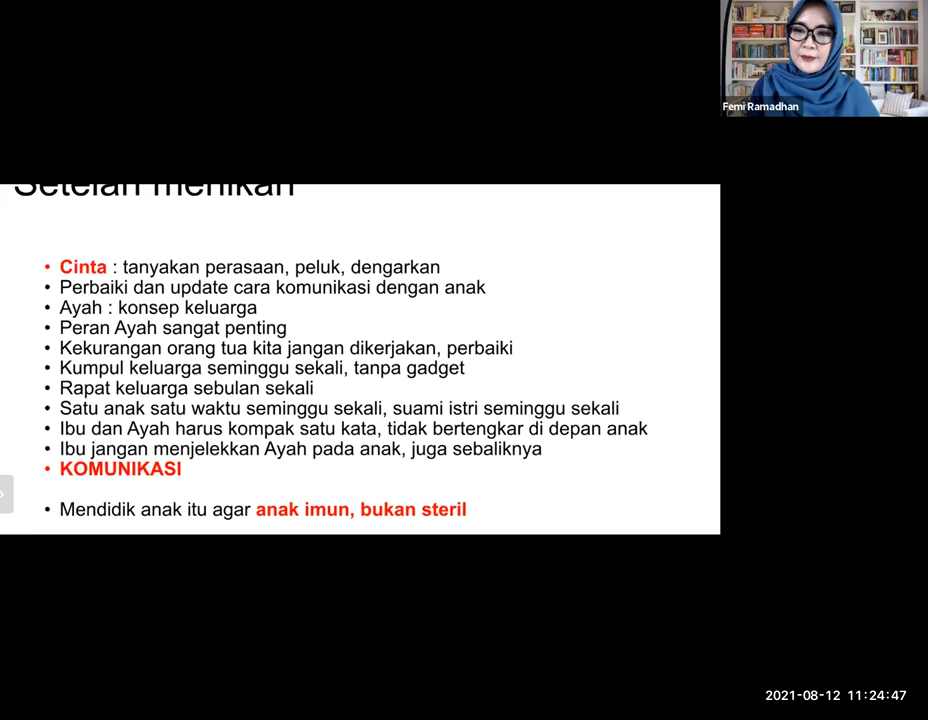 Femi Ramadhan
Setelah menikah
• Cinta : tanyakan perasaan, peluk, dengarkan
• Perbaiki dan update cara komunikasi dengan anak
• Ayah : konsep keluarga
• Peran Ayah sangat penting
• Kekurangan orang tua kita jangan dikerjakan, perbaiki
• Kumpul keluarga seminggu sekali, tanpa gadget
• Rapat keluarga sebulan sekali
• Satu anak satu waktu seminggu sekali, suami istri seminggu sekali
• Ibu dan Ayah harus kompak satu kata, tidak bertengkar di depan anak
• Ibu jangan menjelekkan Ayah pada anak, juga sebaliknya
• KOMUNIKASI
• Mendidik anak itu agar anak imun, bukan steril
2021-08-12 11:24:47